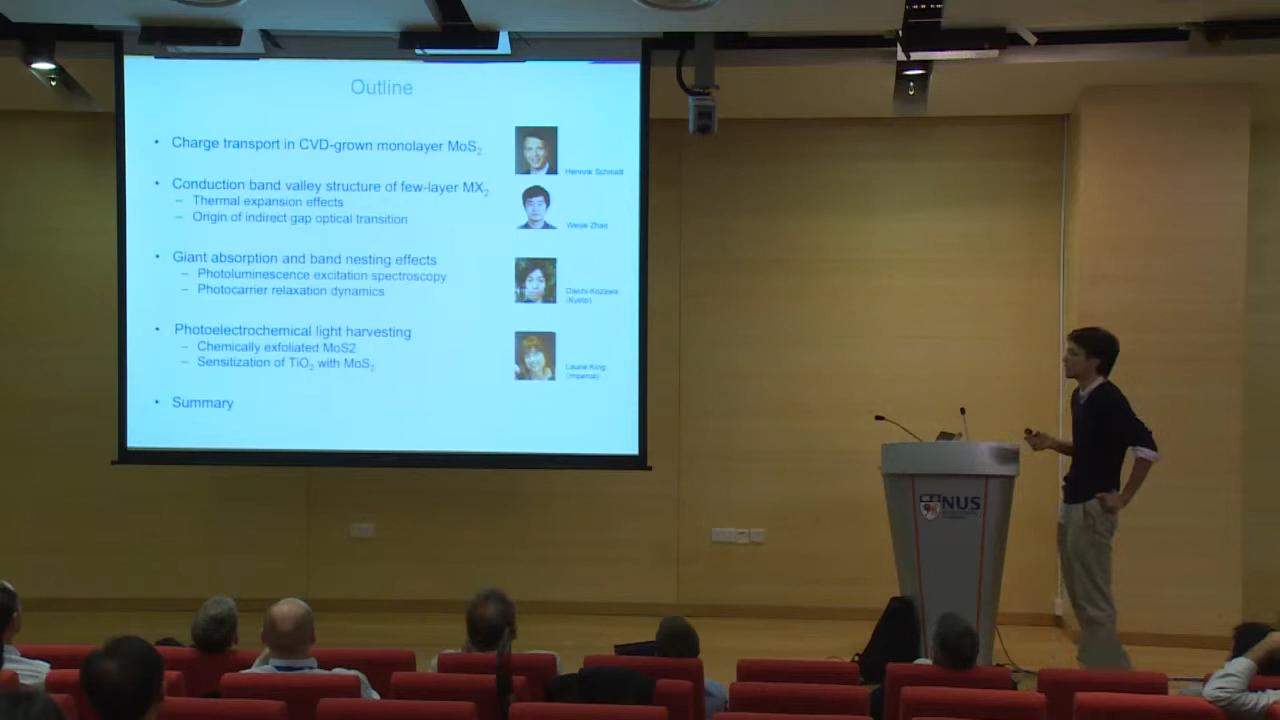 Outline
• Charge transport in CVD-grown monolayer MoS2
Henrrik Schmidt
• Conduction band valley structure of few-layer MX2
– Thermal expansion effects
– Origin of indirect gap optical transition
Weijie Zhao
• Giant absorption and band nesting effects
– Photoluminescence excitation spectroscopy
– Photocarrier relaxation dynamics
Daichi Kozawa
(Kyoto)
• Photoelectrochemical light harvesting
– Chemically exfoliated MoS2
– Sensitization of TiO2 with MoS2
Laurie King
(Imperial)
• Summary
NUS